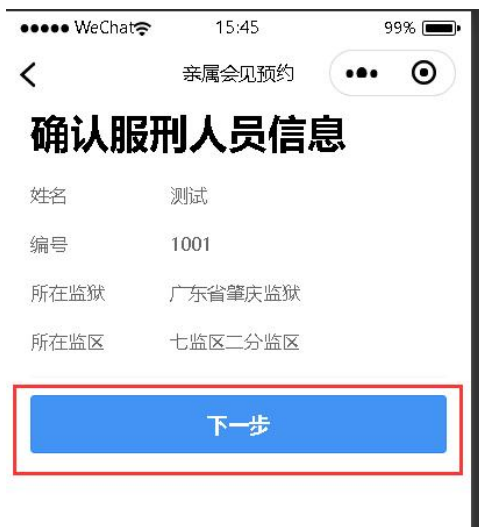 WeChat 15:45 99%
亲属会见预约
确认服刑人员信息
姓名 测试
编号 1001
所在监狱 广东省肇庆监狱
所在监区 七监区二分监区
下一步